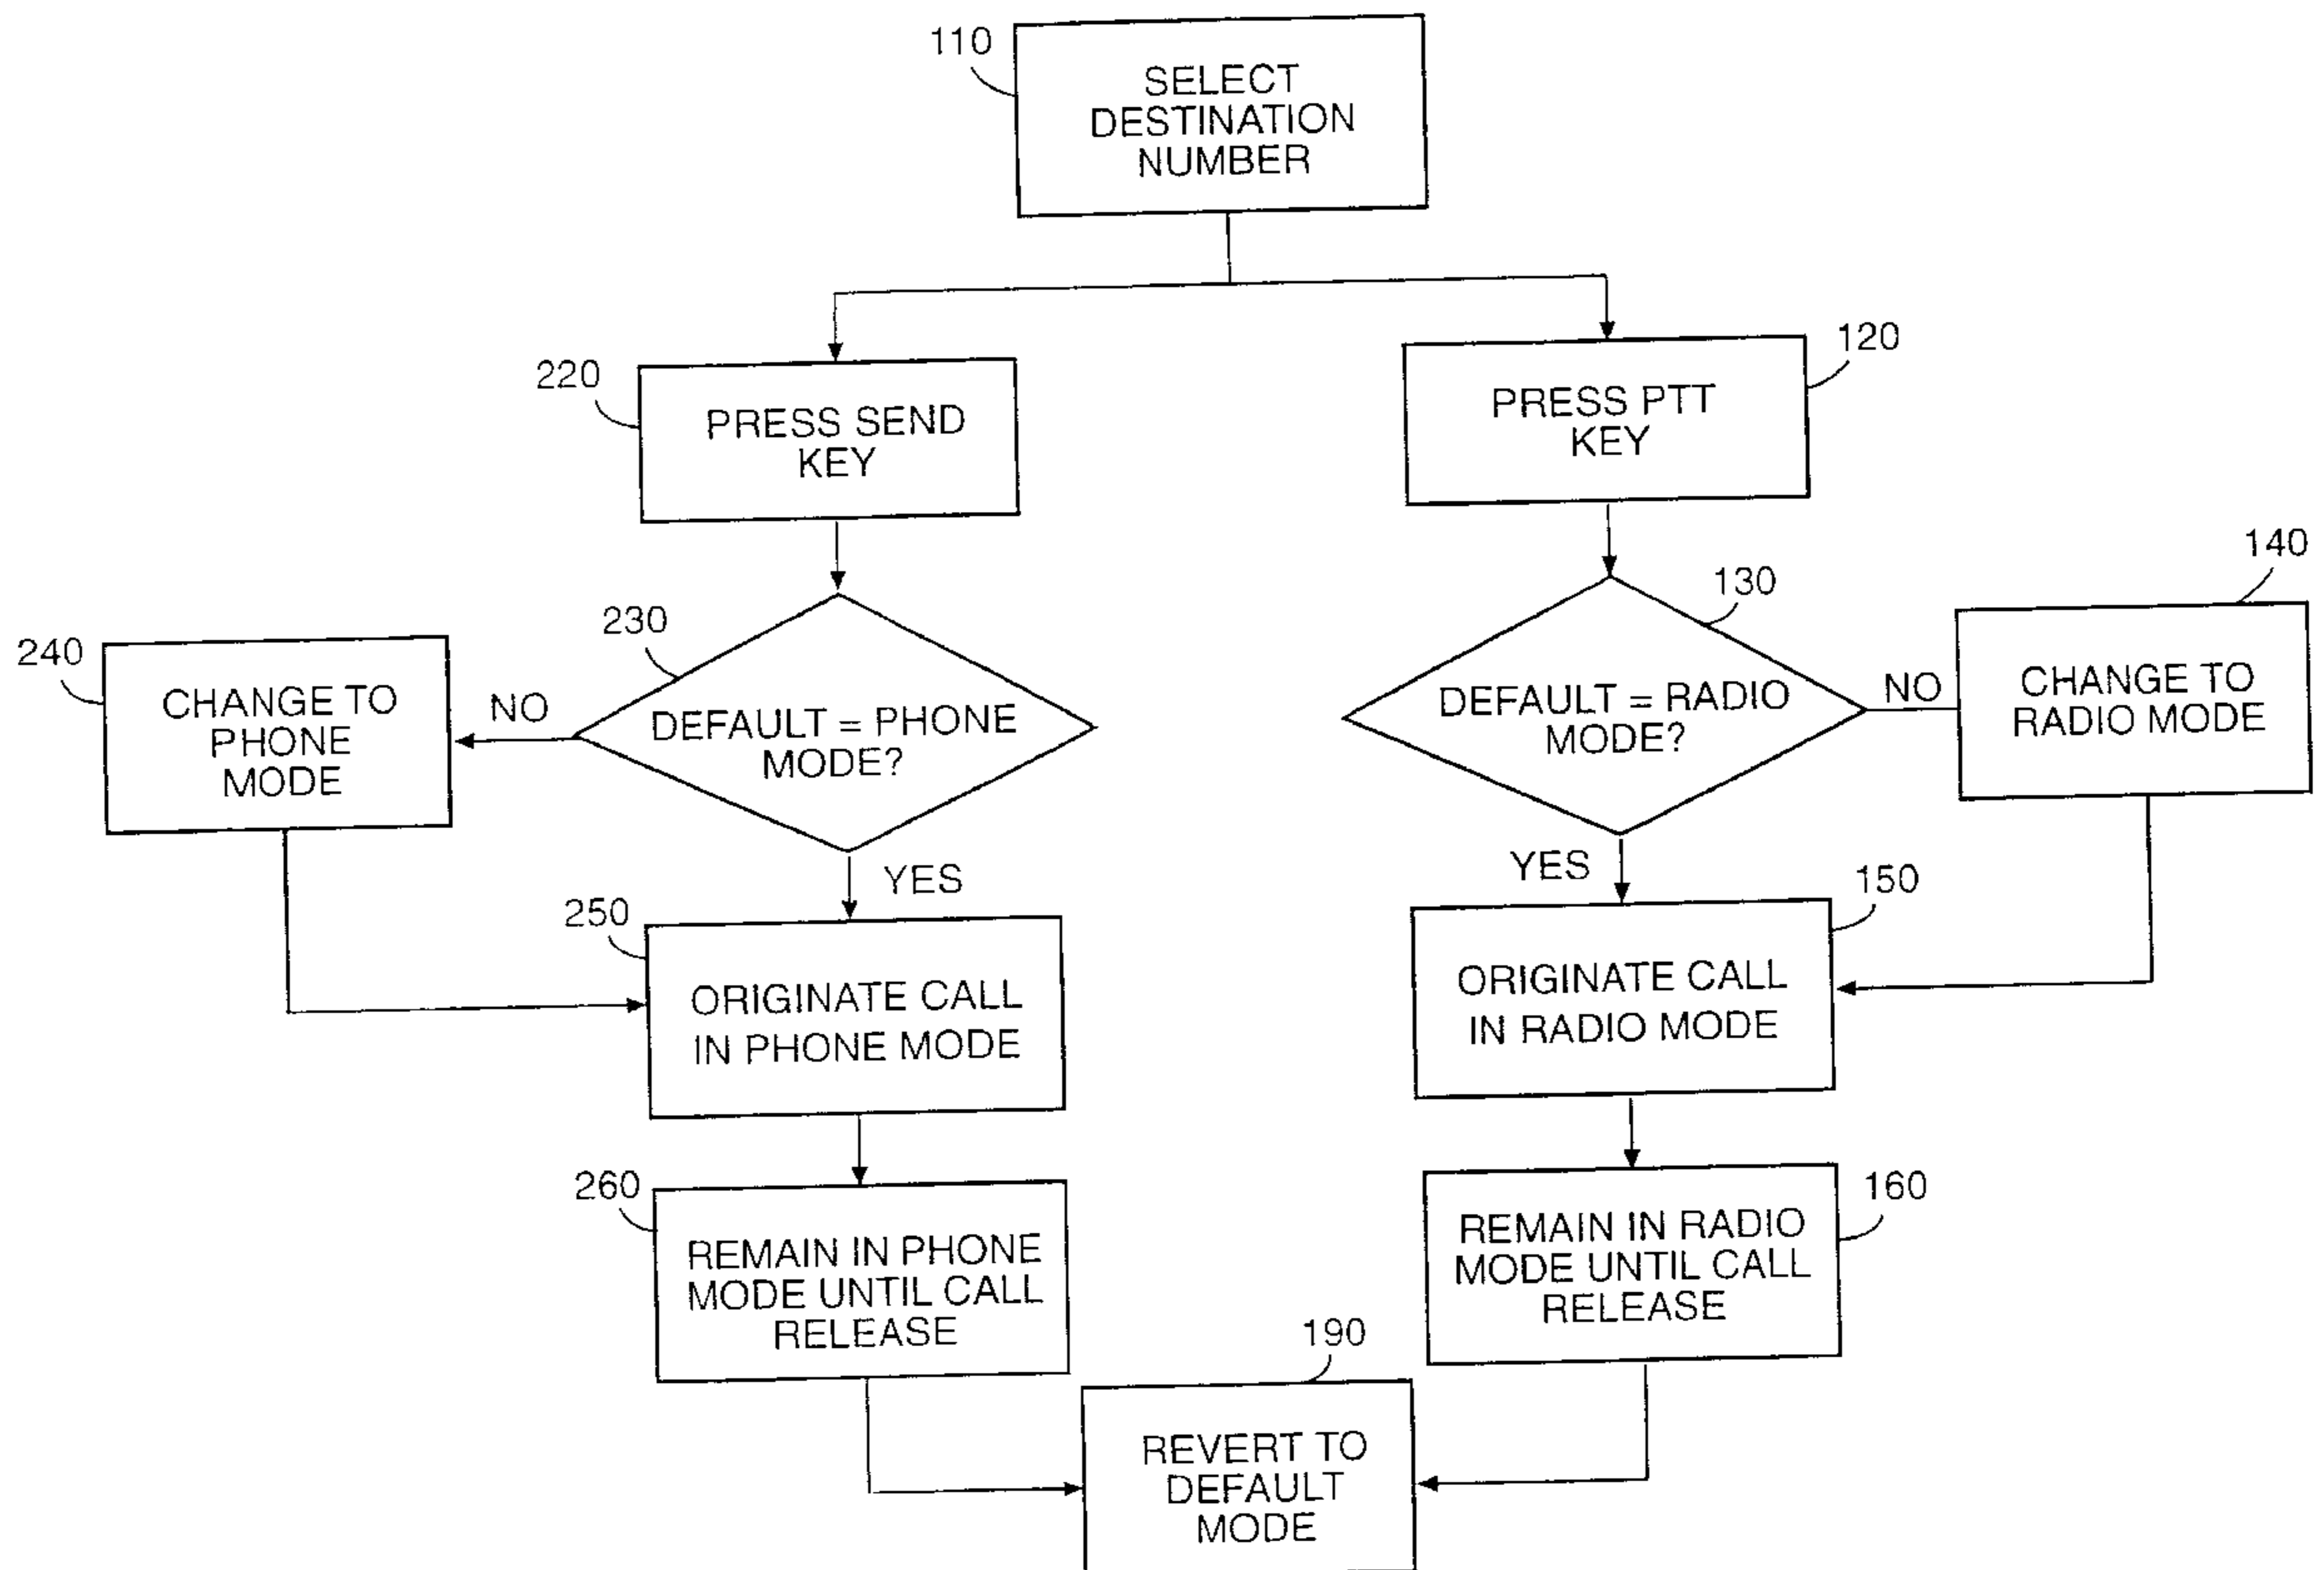 110
SELECT
DESTINATION
NUMBER
220
PRESS SEND
KEY
120
PRESS PTT
KEY
240
CHANGE TO
PHONE
MODE
NO
230
DEFAULT = PHONE
MODE?
YES
130
DEFAULT = RADIO
MODE?
NO
YES
140
CHANGE TO
RADIO MODE
250
ORIGINATE CALL
IN PHONE MODE
150
ORIGINATE CALL
IN RADIO MODE
260
REMAIN IN PHONE
MODE UNTIL CALL
RELEASE
160
REMAIN IN RADIO
MODE UNTIL CALL
RELEASE
190
REVERT TO
DEFAULT
MODE